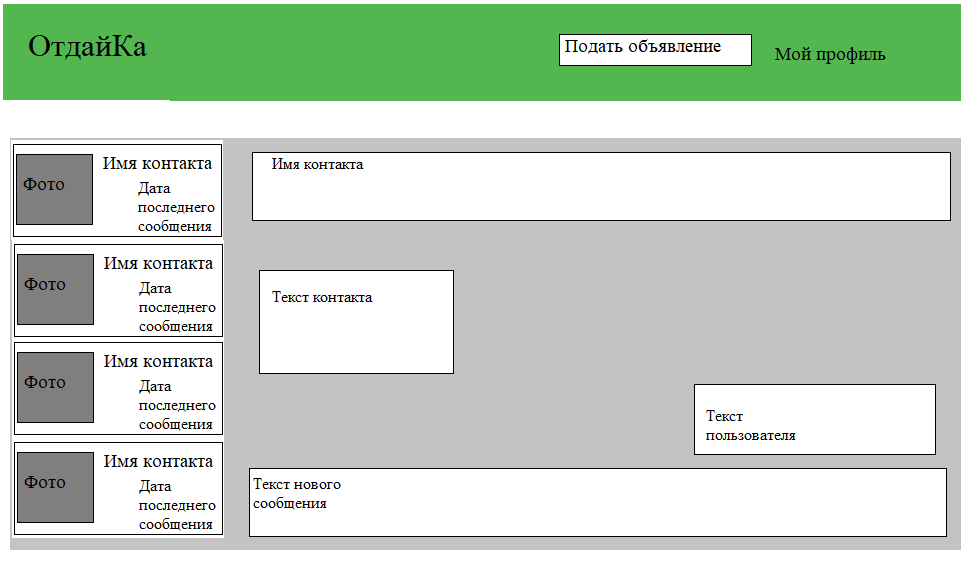 ОтдайКа
Подать объявление
Мой профиль
Фото
Имя контакта
Дата
последнего
сообщения
Фото
Имя контакта
Дата
последнего
сообщения
Фото
Имя контакта
Дата
последнего
сообщения
Фото
Имя контакта
Дата
последнего
сообщения
Имя контакта
Текст контакта
Текст
пользователя
Текст нового
сообщения